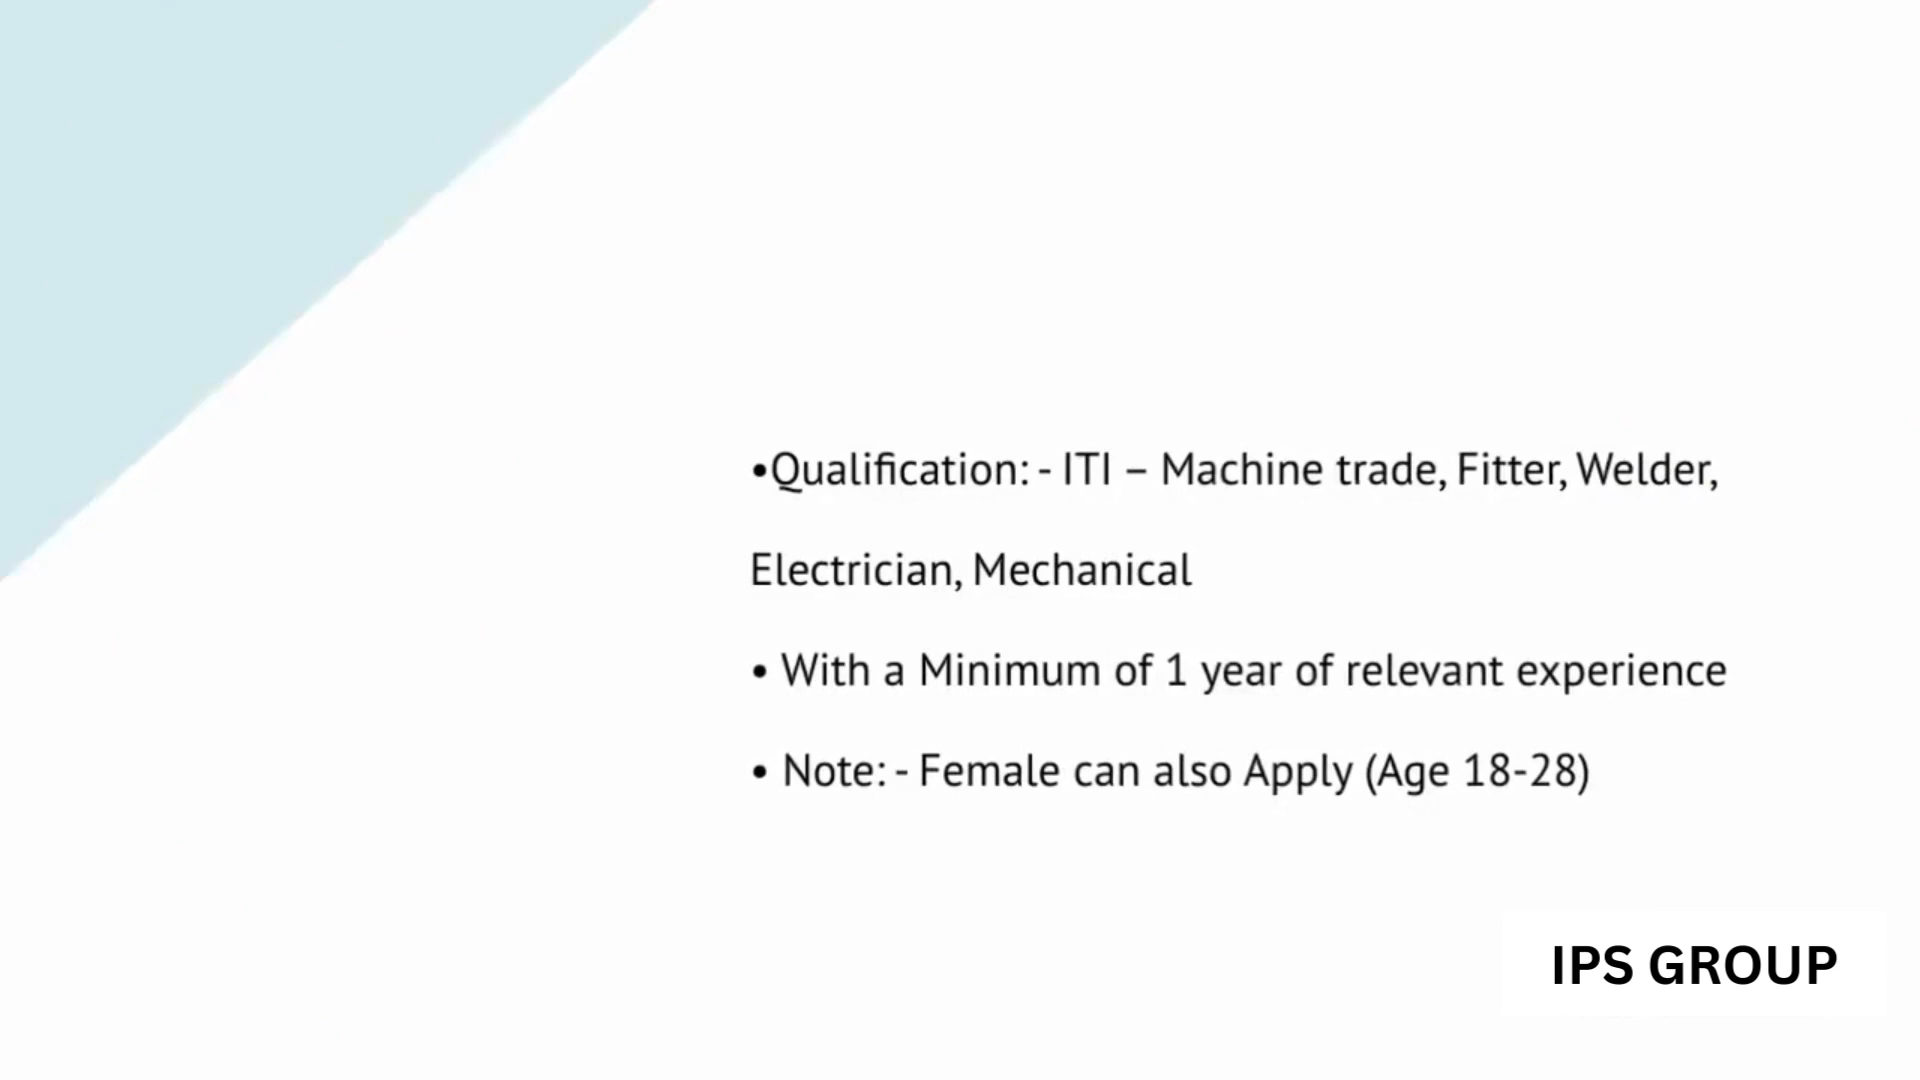 •Qualification: - ITI – Machine trade, Fitter, Welder,
Electrician, Mechanical
• With a Minimum of 1 year of relevant experience
• Note: - Female can also Apply (Age 18-28)
IPS GROUP